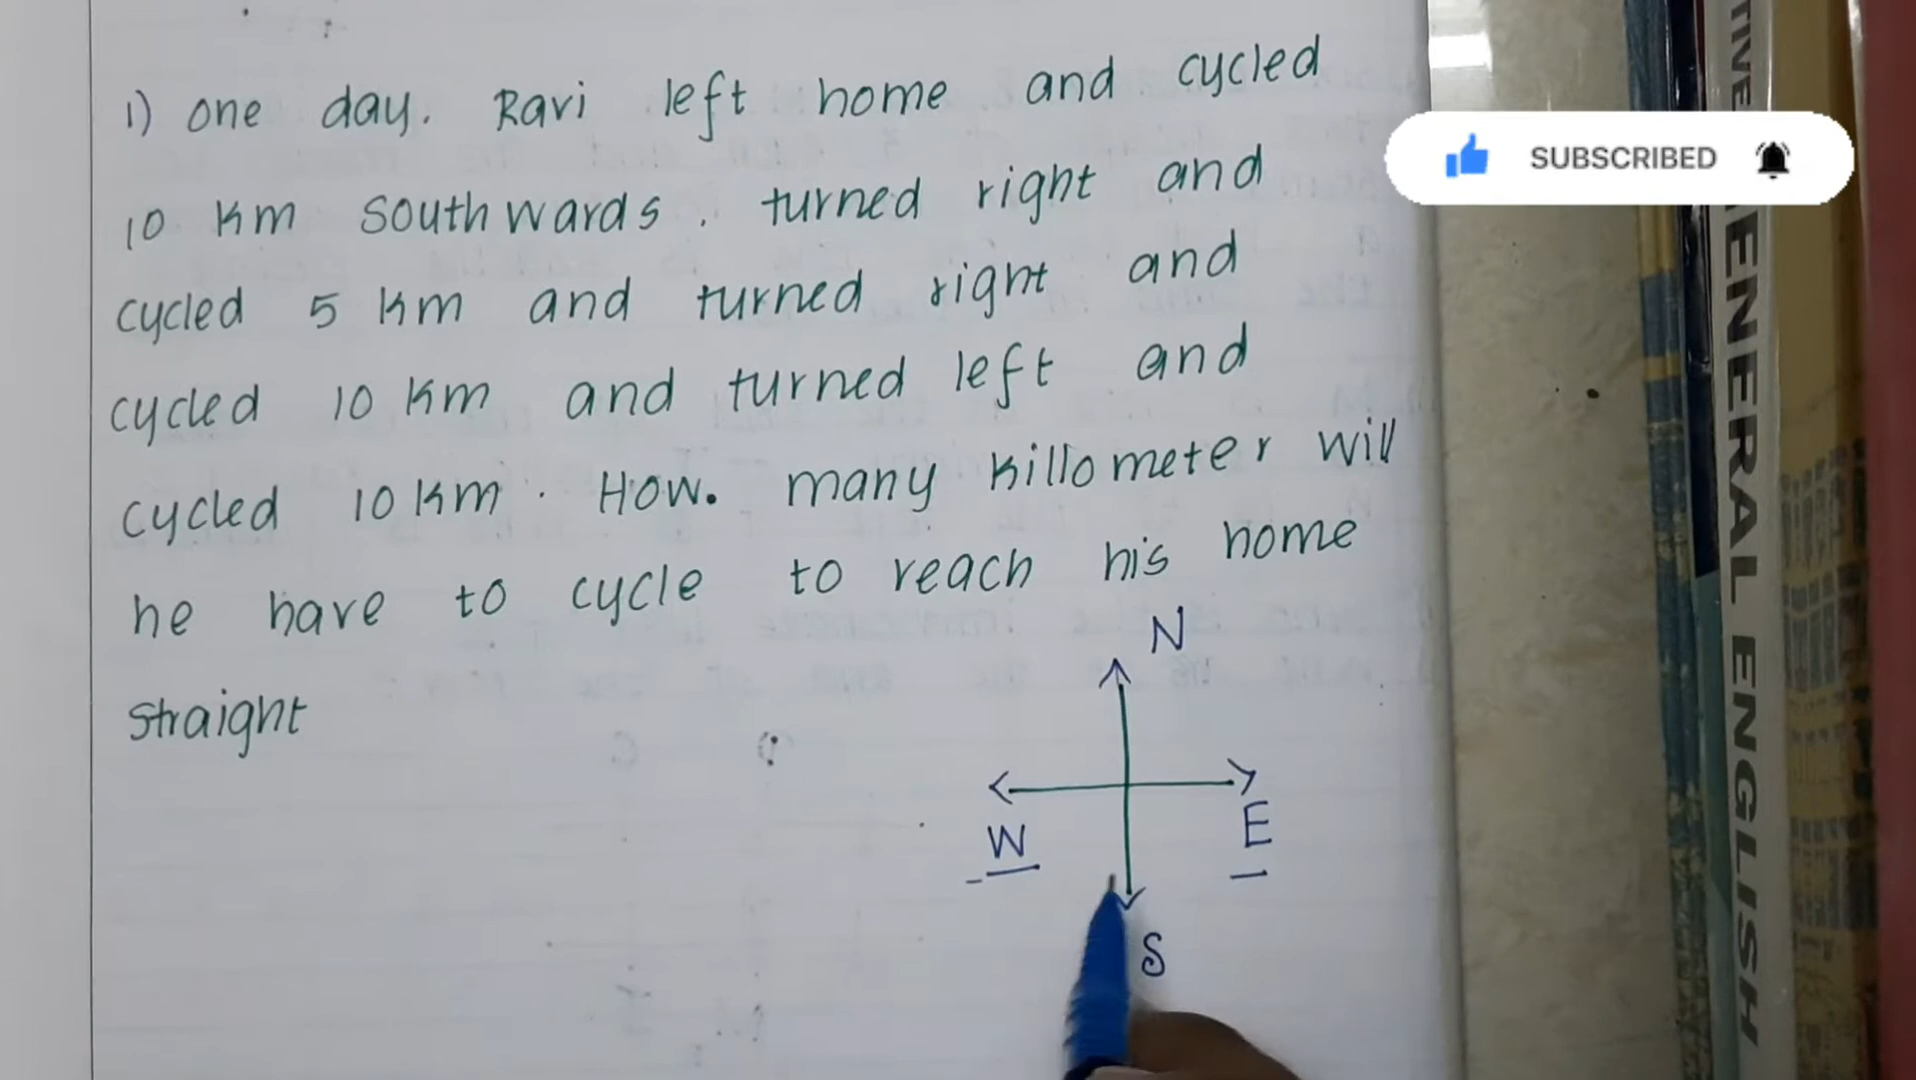 1) one day. Ravi left home and cycled
10 Km Southwards. turned right and
cycled 5 Km and turned right and
cycled 10 Km and turned left and
cycled 10 Km. How. many Killometer will
he have to cycle to reach his home
straight
N
W
E
S
SUBSCRIBED
ENERAL ENGLISH